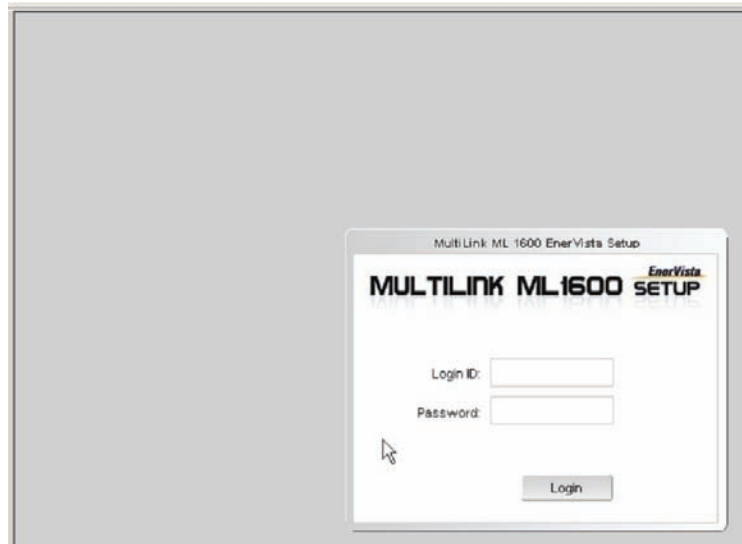 MultiLink ML 1600 EnerVista Setup
MULTILINK ML1600 EnerVista SETUP
Login ID:
Password:
Login